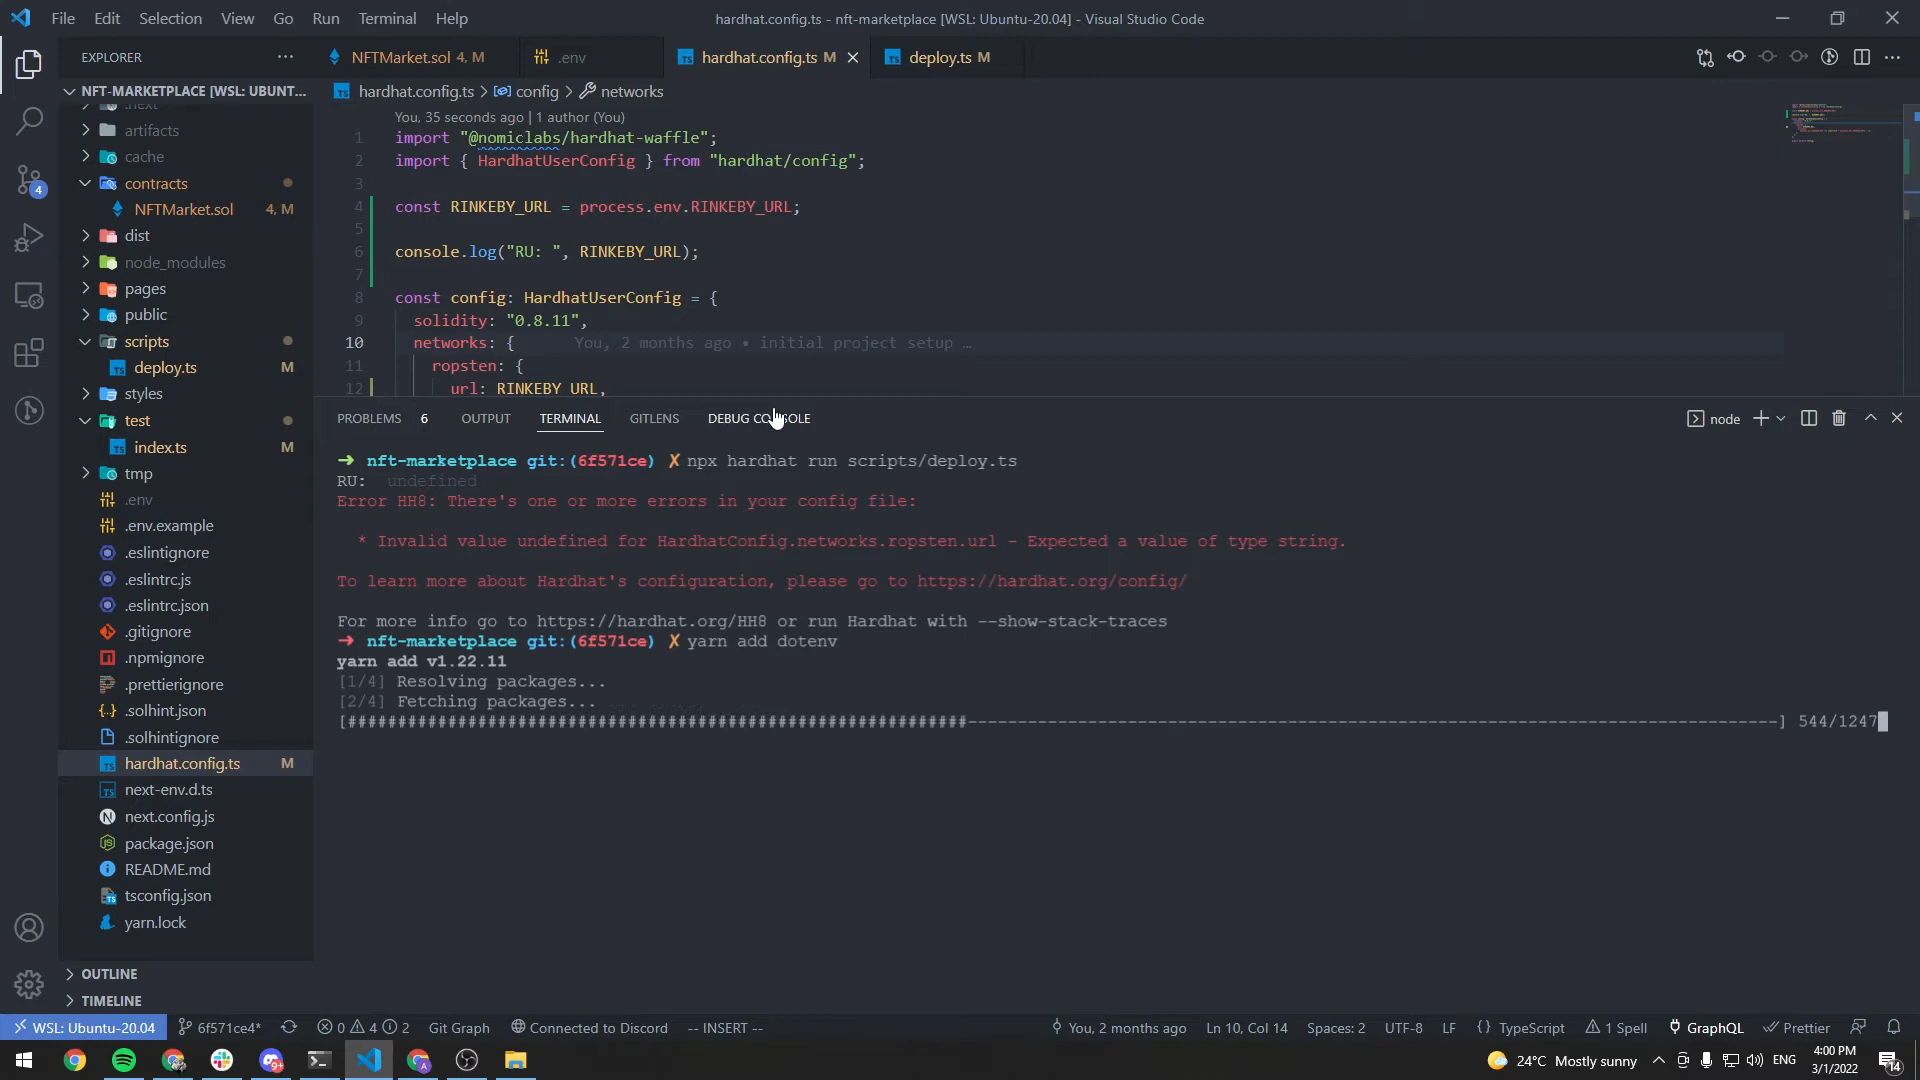 File Edit Selection View Go Run Terminal Help
hardhat.config.ts - nft-marketplace [WSL: Ubuntu-20.04] - Visual Studio Code
EXPLORER
NFTMarket.sol 4, M
.env
hardhat.config.ts M
deploy.ts M
NFT-MARKETPLACE [WSL: UBUNT...
hardhat.config.ts > config > networks
.next
artifacts
cache
contracts
NFTMarket.sol 4, M
dist
node_modules
pages
public
scripts
deploy.ts M
styles
test
index.ts M
tmp
.env
.env.example
.eslintignore
.eslintrc.js
.eslintrc.json
.gitignore
.npmignore
.prettierignore
.solhint.json
.solhintignore
hardhat.config.ts M
next-env.d.ts
next.config.js
package.json
README.md
tsconfig.json
yarn.lock
OUTLINE
TIMELINE
4
You, 35 seconds ago | 1 author (You)
1 import "@nomiclabs/hardhat-waffle";
2 import { HardhatUserConfig } from "hardhat/config";
3
4 const RINKEBY_URL = process.env.RINKEBY_URL;
5
6 console.log("RU: ", RINKEBY_URL);
7
8 const config: HardhatUserConfig = {
9 solidity: "0.8.11",
10 networks: { You, 2 months ago • initial project setup …
11 ropsten: {
12 url: RINKEBY_URL,
PROBLEMS 6 OUTPUT TERMINAL GITLENS DEBUG CONSOLE
node
➜ nft-marketplace git:(6f571ce) ✗ npx hardhat run scripts/deploy.ts
RU: undefined
Error HH8: There's one or more errors in your config file:
* Invalid value undefined for HardhatConfig.networks.ropsten.url - Expected a value of type string.
To learn more about Hardhat's configuration, please go to https://hardhat.org/config/
For more info go to https://hardhat.org/HH8 or run Hardhat with --show-stack-traces
➜ nft-marketplace git:(6f571ce) ✗ yarn add dotenv
yarn add v1.22.11
[1/4] Resolving packages...
[2/4] Fetching packages...
[##############################################################---------------------------------------------------------------------------------] 544/1247
WSL: Ubuntu-20.04 6f571ce4* 0 4 2 Git Graph Connected to Discord -- INSERT -- You, 2 months ago Ln 10, Col 14 Spaces: 2 UTF-8 LF {} TypeScript 1 Spell GraphQL Prettier
9+
24°C Mostly sunny
ENG
4:00 PM
3/1/2022
14